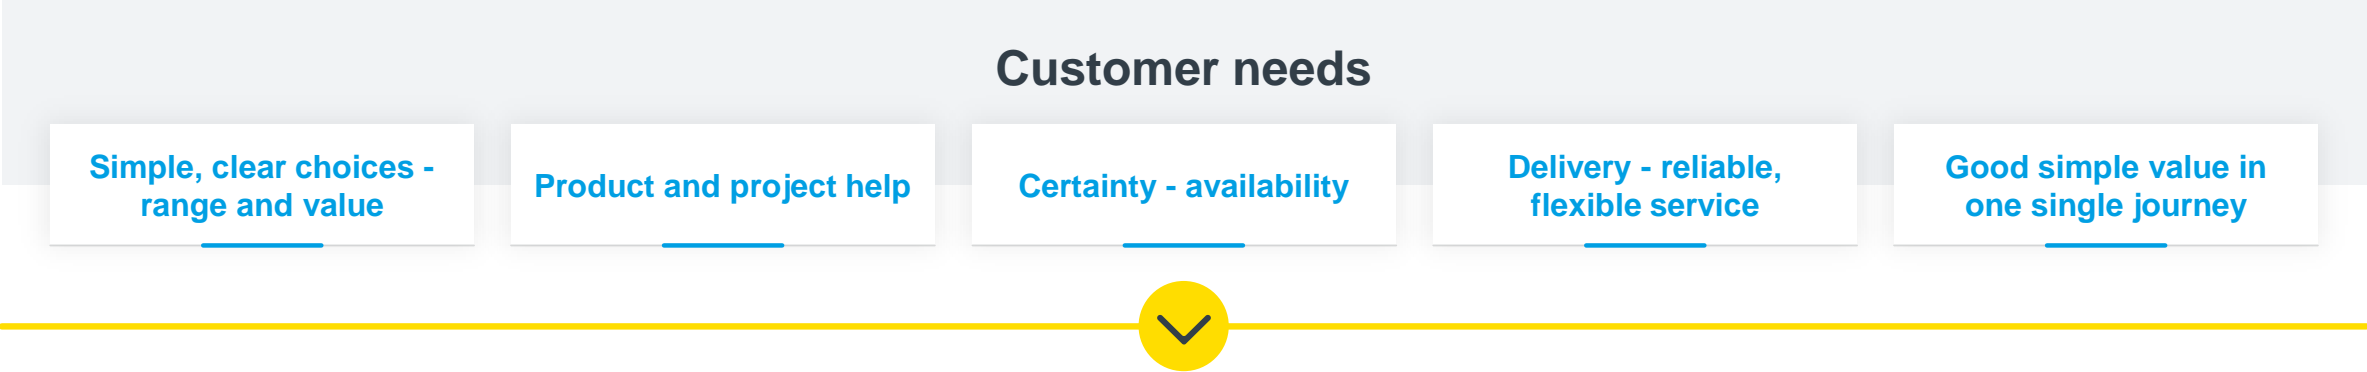 Customer needs
Simple, clear choices -
range and value
Product and project help
Certainty - availability
Delivery - reliable,
flexible service
Good simple value in
one single journey